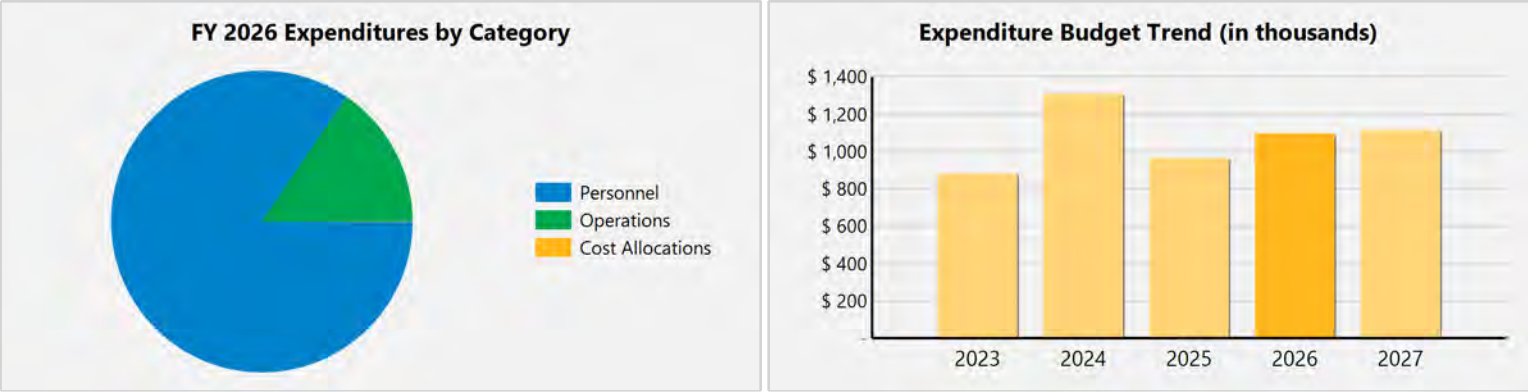 FY 2026 Expenditures by Category
Personnel
Operations
Cost Allocations
Expenditure Budget Trend (in thousands)
$ 1,400
$ 1,200
$ 1,000
$ 800
$ 600
$ 400
$ 200
-
2023 2024 2025 2026 2027